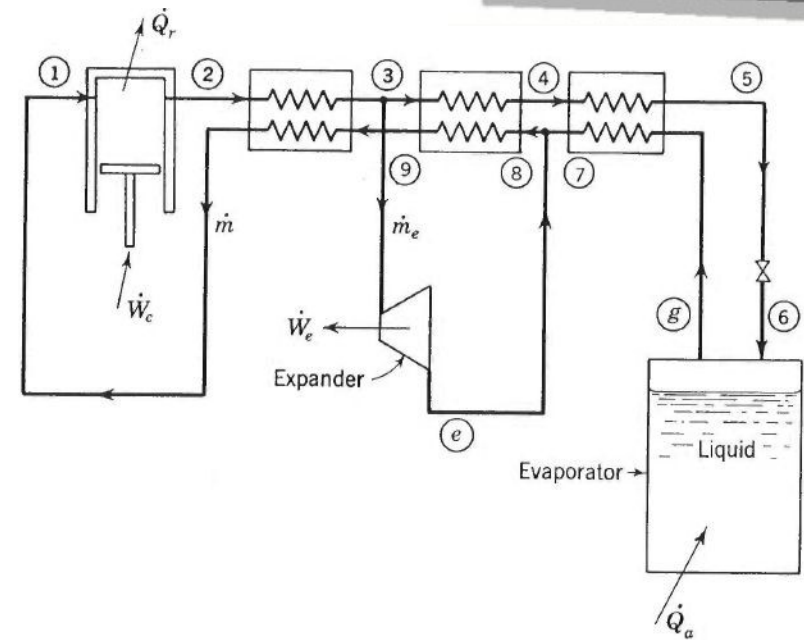 Q̇r
1 2 3 4 5
9 8 7
ṁ ṁe
Ẇc
Ẇe
g 6
Expander
e
Liquid
Evaporator
Q̇a